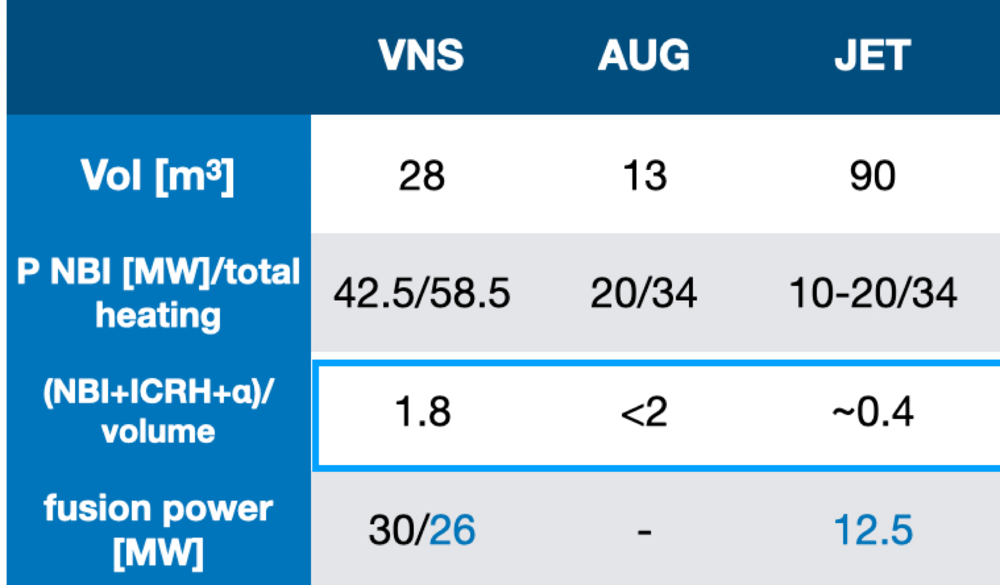 VNS AUG JET
Vol [m³] 28 13 90
P NBI [MW]/total
heating 42.5/58.5 20/34 10-20/34
(NBI+ICRH+α)/
volume 1.8 <2 ~0.4
fusion power
[MW] 30/26 - 12.5